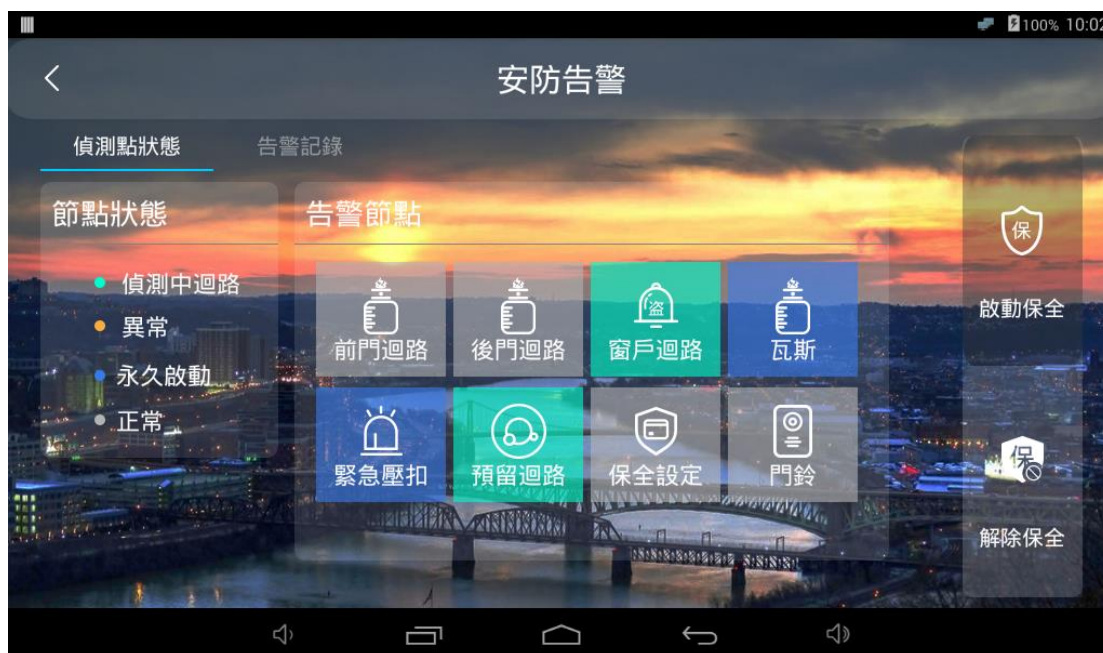 100% 10:02
安防告警
偵測點狀態
告警記錄
節點狀態
偵測中迴路
異常
永久啟動
正常
告警節點
前門迴路
後門迴路
盗
窗戶迴路
瓦斯
緊急壓扣
預留迴路
保全設定
門鈴
保
啟動保全
保
解除保全